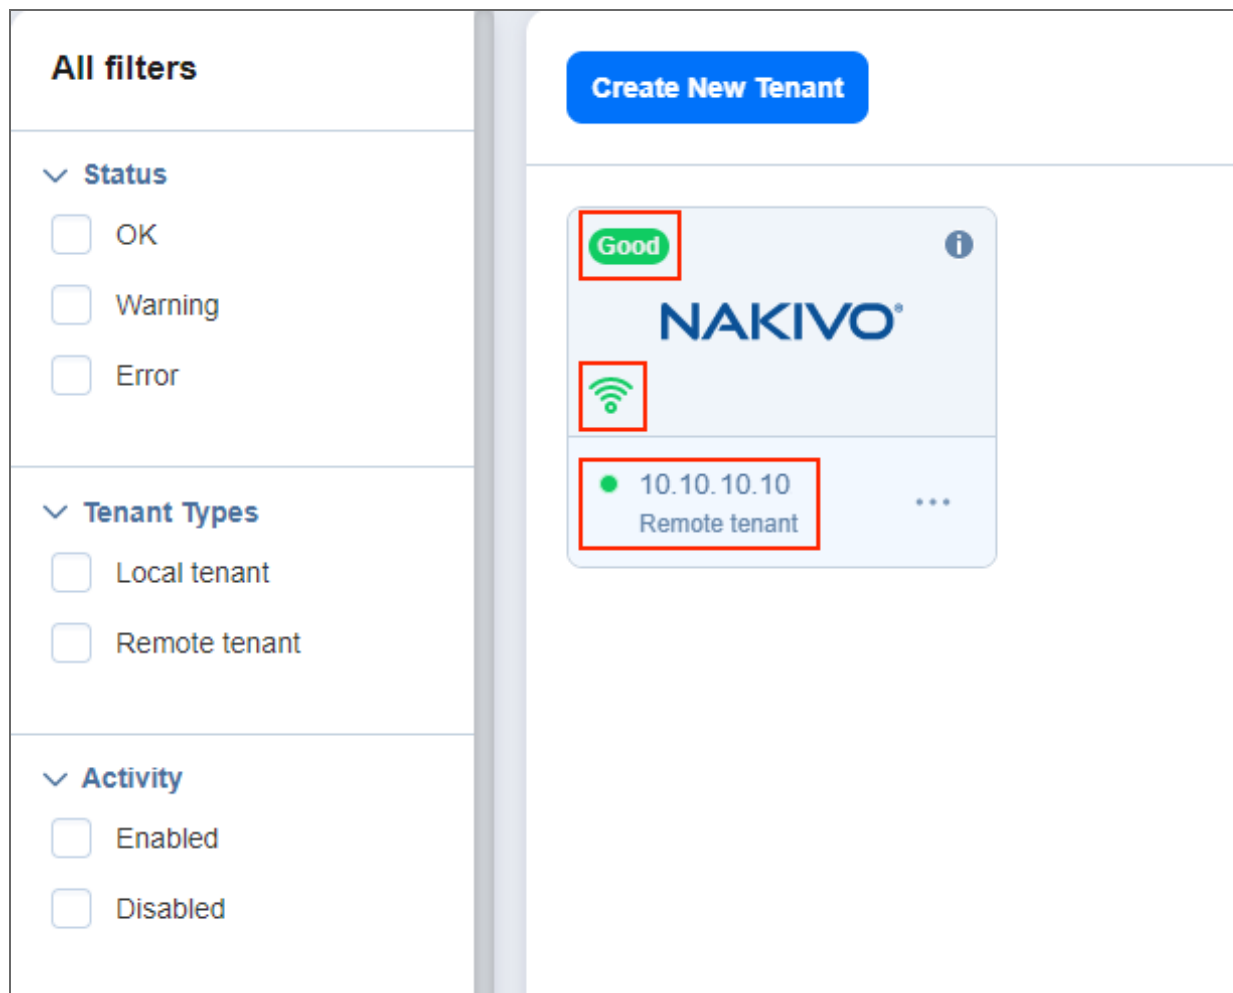 All filters
Status
OK
Warning
Error
Tenant Types
Local tenant
Remote tenant
Activity
Enabled
Disabled
Create New Tenant
Good
NAKIVO®
10.10.10.10
Remote tenant